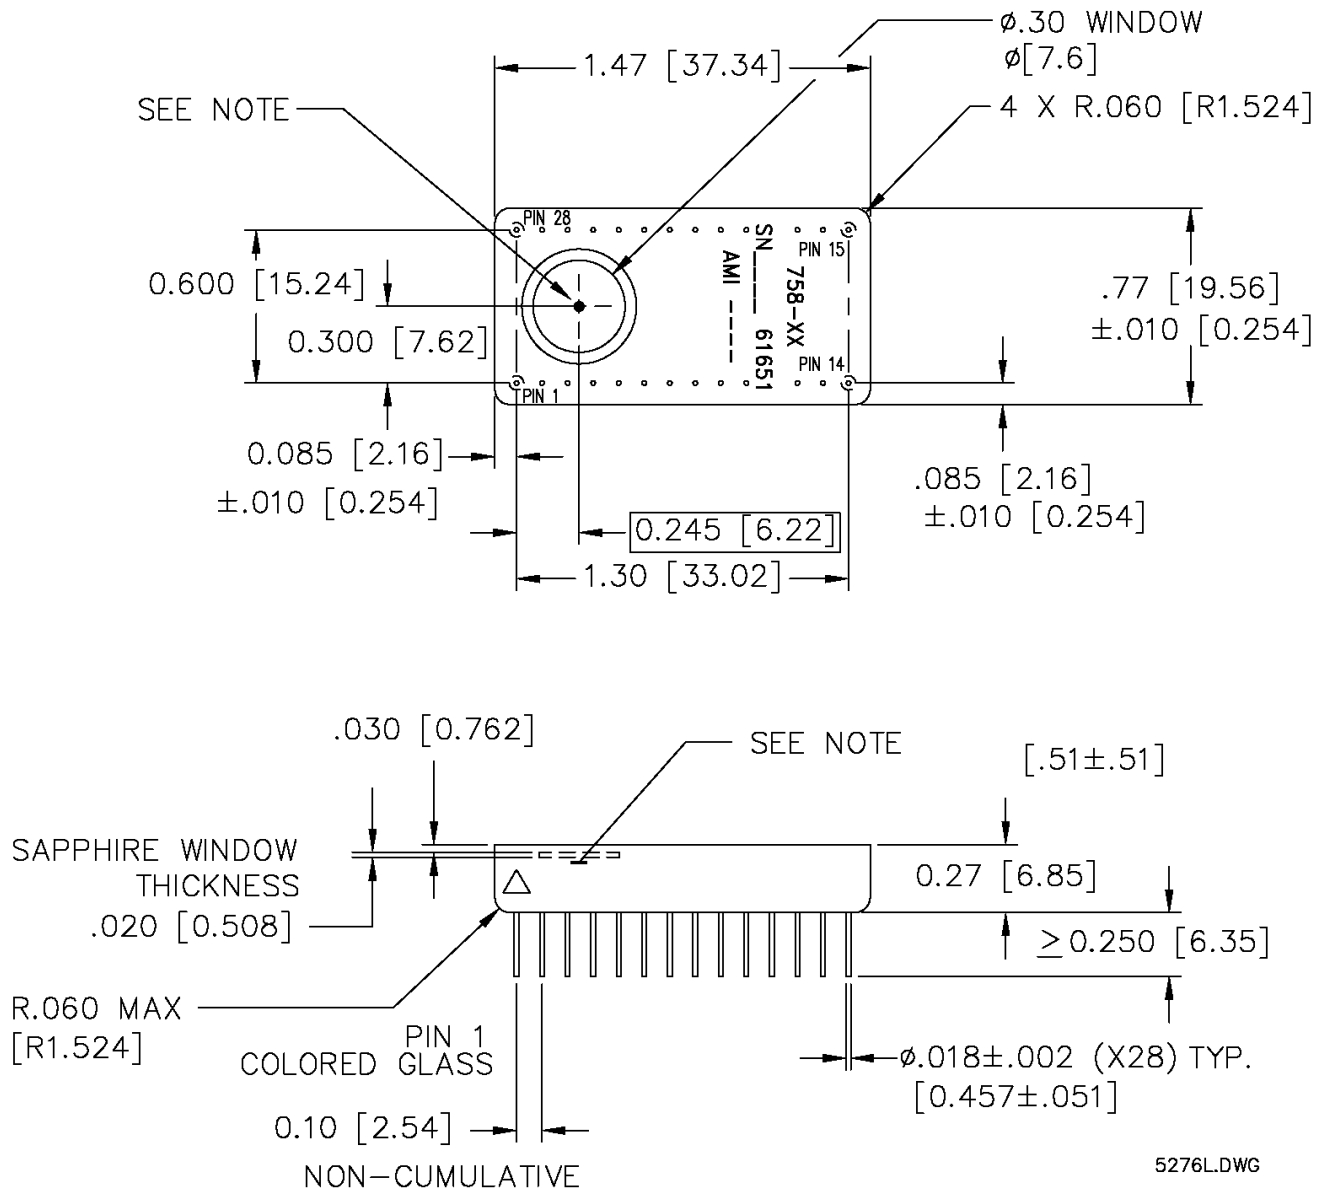 ø.30 WINDOW
ø[7.6]
1.47 [37.34]
SEE NOTE
4 X R.060 [R1.524]
PIN 28
PIN 15
0.600 [15.24]
0.300 [7.62]
758-XX
SN____ 61651
AMI ----
.77 [19.56]
±.010 [0.254]
PIN 14
PIN 1
0.085 [2.16]
±.010 [0.254]
.085 [2.16]
±.010 [0.254]
0.245 [6.22]
1.30 [33.02]
.030 [0.762]
SEE NOTE
[.51±.51]
SAPPHIRE WINDOW
THICKNESS
.020 [0.508]
0.27 [6.85]
≥ 0.250 [6.35]
R.060 MAX
[R1.524]
PIN 1
COLORED GLASS
ø.018±.002 (X28) TYP.
[0.457±.051]
0.10 [2.54]
NON-CUMULATIVE
5276L.DWG